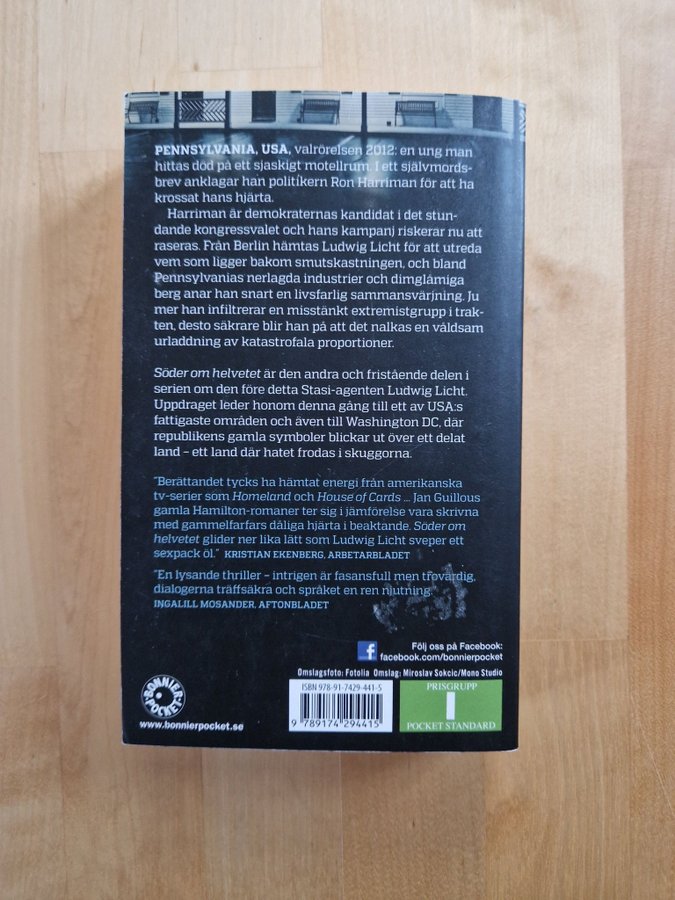 PENNSYLVANIA, USA, valrörelsen 2012: en ung man
hittas död på ett sjaskigt motellrum. I ett självmords-
brev anklagar han politikern Ron Harriman för att ha
krossat hans hjärta.
Harriman är demokraternas kandidat i det stun-
dande kongressvalet och hans kampanj riskerar nu att
raseras. Från Berlin hämtas Ludwig Licht för att utreda
vem som ligger bakom smutskastningen, och bland
Pennsylvanias nerlagda industrier och dimglåmiga
berg anar han snart en livsfarlig sammansvärjning. Ju
mer han infiltrerar en misstänkt extremistgrupp i trak-
ten, desto säkrare blir han på att det nalkas en våldsam
urladdning av katastrofala proportioner.
Söder om helvetet är den andra och fristående delen i
serien om den före detta Stasi-agenten Ludwig Licht.
Uppdraget leder honom denna gång till ett av USA:s
fattigaste områden och även till Washington DC, där
republikens gamla symboler blickar ut över ett delat
land – ett land där hatet frodas i skuggorna.
"Berättandet tycks ha hämtat energi från amerikanska
tv-serier som Homeland och House of Cards ... Jan Guillous
gamla Hamilton-romaner ter sig i jämförelse vara skrivna
med gammelfarfars dåliga hjärta i beaktande. Söder om
helvetet glider ner lika lätt som Ludwig Licht sveper ett
sexpack öl." KRISTIAN EKENBERG, ARBETARBLADET
"En lysande thriller – intrigen är fasansfull men trovärdig,
dialogerna träffsäkra och språket en ren njutning."
INGALILL MOSANDER, AFTONBLADET
f
Följ oss på Facebook:
facebook.com/bonnierpocket
Omslagsfoto: Fotolia Omslag: Miroslav Sokcic/Mono Studio
BONNIER
POCKET
www.bonnierpocket.se
ISBN 978-91-7429-441-5
9 789174 294415
PRISGRUPP
1
POCKET STANDARD